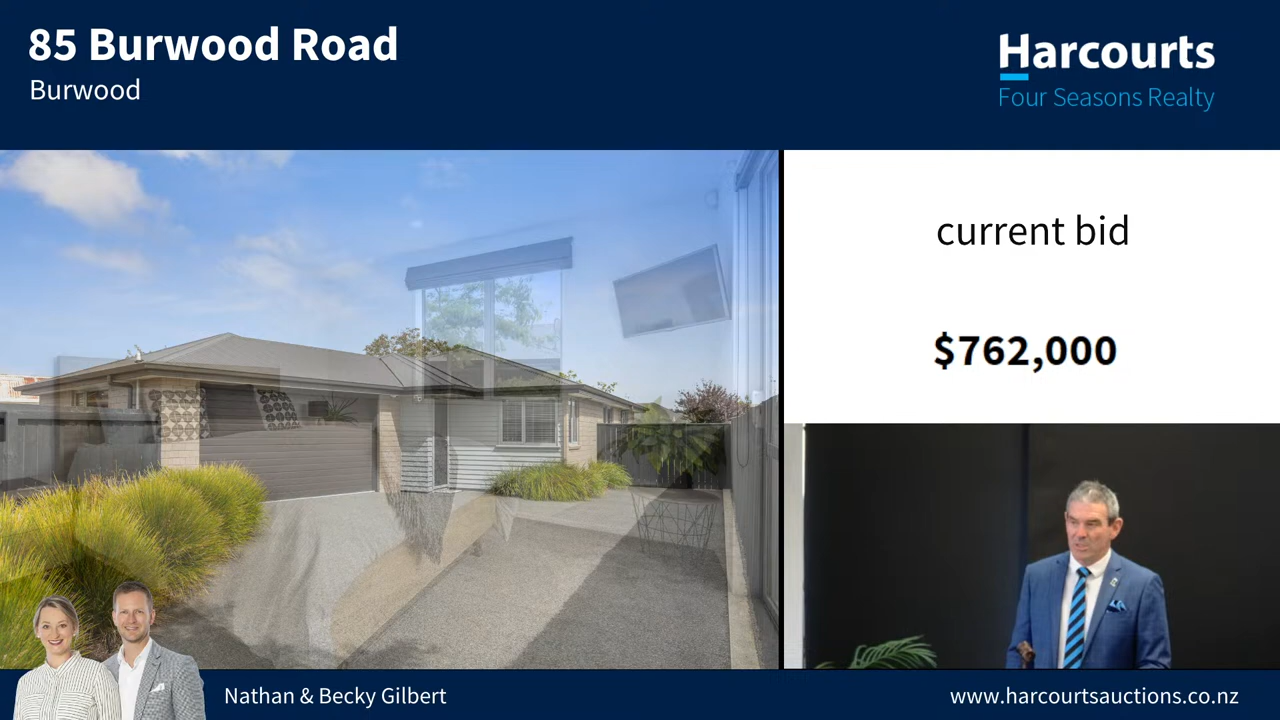 85 Burwood Road
Burwood
Harcourts
Four Seasons Realty
current bid
$762,000
Nathan & Becky Gilbert
www.harcourtsauctions.co.nz